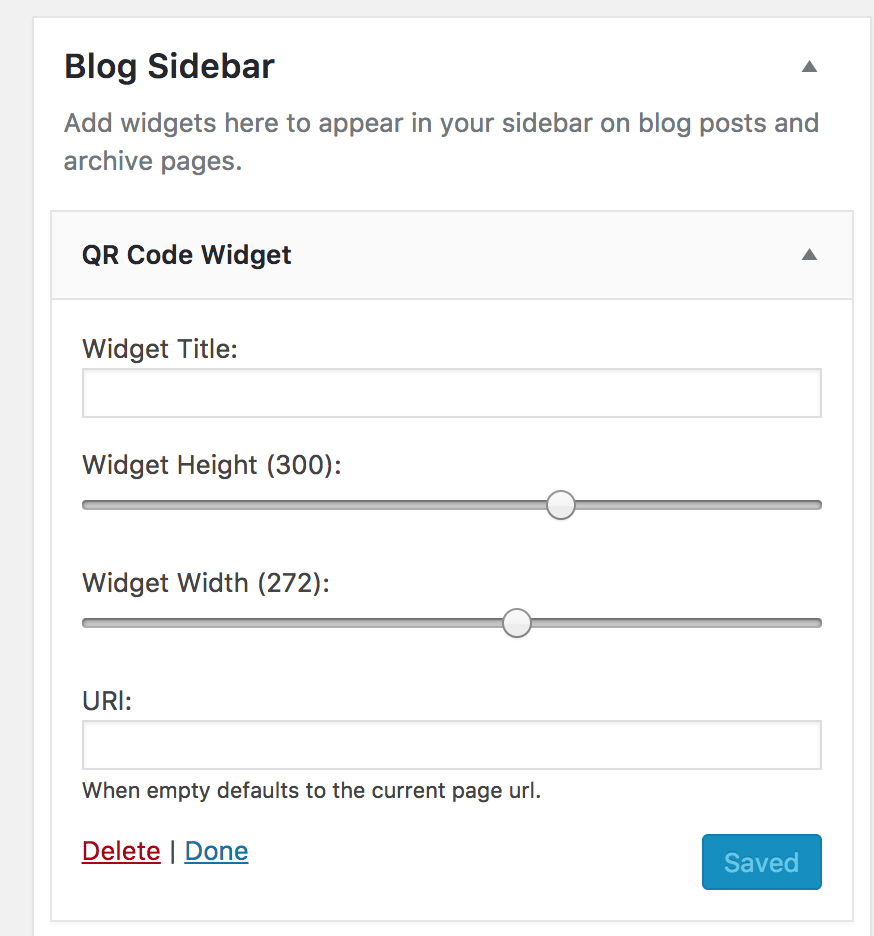 Blog Sidebar
Add widgets here to appear in your sidebar on blog posts and
archive pages.
QR Code Widget
Widget Title:
Widget Height (300):
Widget Width (272):
URl:
When empty defaults to the current page url.
Delete | Done
Saved